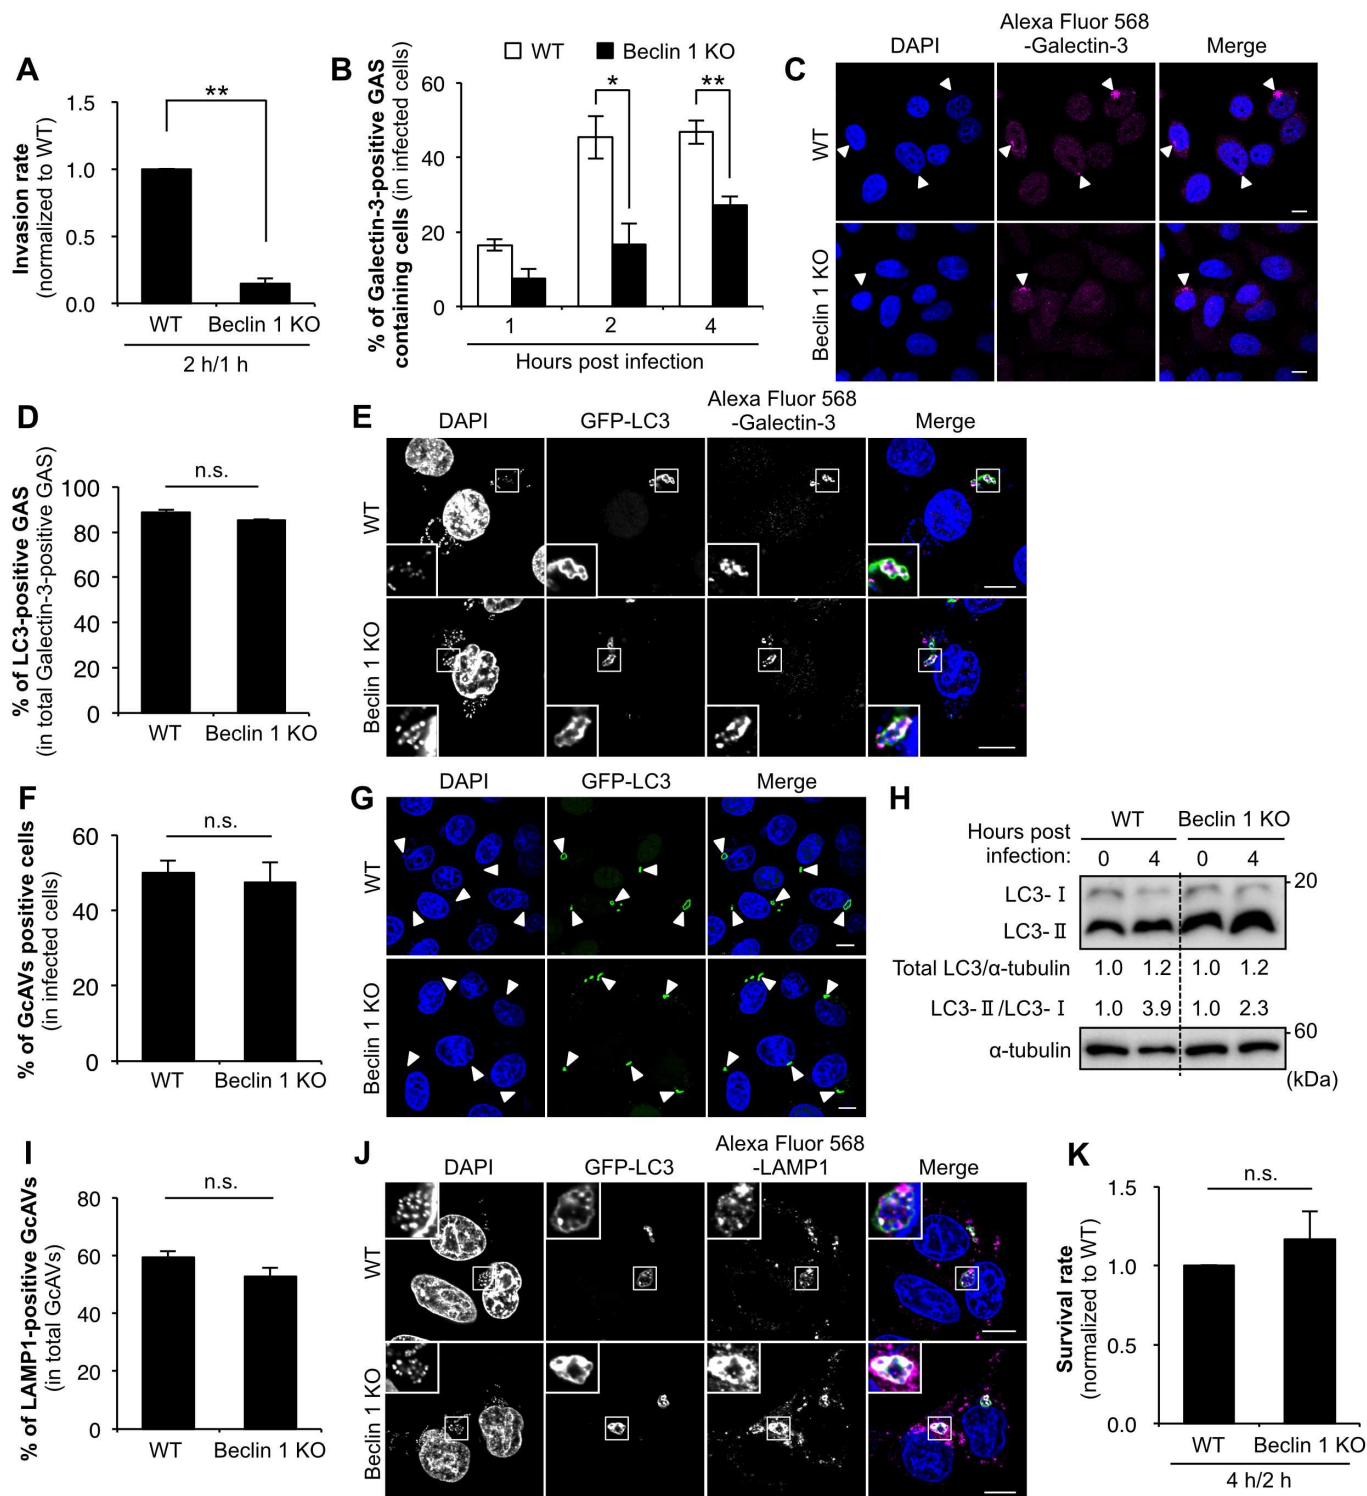 A
Invasion rate
(normalized to WT)
1.5
1.0
0.5
0.0
**
WT
Beclin 1 KO
2 h/1 h
B
WT
Beclin 1 KO
% of Galectin-3-positive GAS
containing cells (in infected cells)
60
40
20
0
*
**
1
2
4
Hours post infection
C
DAPI
Alexa Fluor 568
-Galectin-3
Merge
WT
Beclin 1 KO
D
% of LC3-positive GAS
(in total Galectin-3-positive GAS)
100
80
60
40
20
0
n.s.
WT
Beclin 1 KO
E
DAPI
GFP-LC3
Alexa Fluor 568
-Galectin-3
Merge
WT
Beclin 1 KO
F
% of GcAVs positive cells
(in infected cells)
60
40
20
0
n.s.
WT
Beclin 1 KO
G
DAPI
GFP-LC3
Merge
WT
Beclin 1 KO
H
WT
Beclin 1 KO
Hours post
infection:
0
4
0
4
LC3-Ⅰ
20
LC3-Ⅱ
Total LC3/α-tubulin 1.0 1.2 1.0 1.2
LC3-Ⅱ/LC3-Ⅰ 1.0 3.9 1.0 2.3
α-tubulin
60
(kDa)
I
% of LAMP1-positive GcAVs
(in total GcAVs)
80
60
40
20
0
n.s.
WT
Beclin 1 KO
J
DAPI
GFP-LC3
Alexa Fluor 568
-LAMP1
Merge
WT
Beclin 1 KO
K
Survival rate
(normalized to WT)
1.5
1.0
0.5
0.0
n.s.
WT
Beclin 1 KO
4 h/2 h